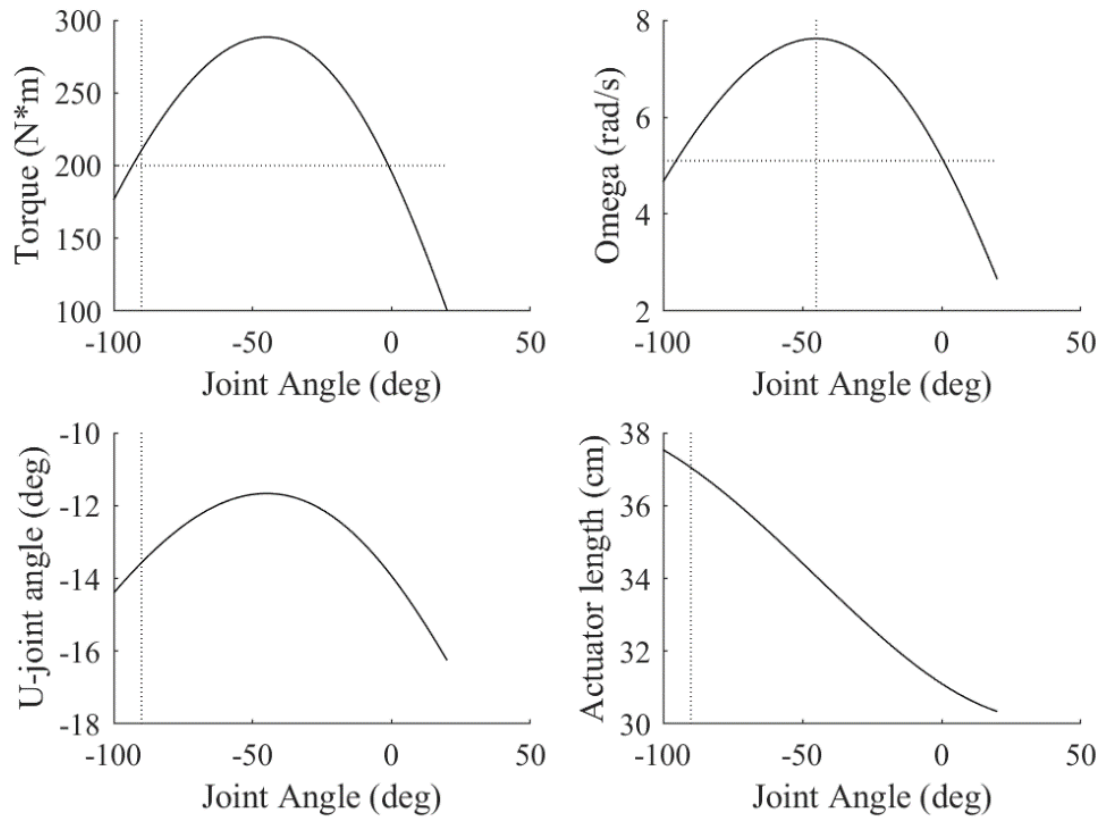 300
250
200
150
100
Torque (N*m)
-100 -50 0 50
Joint Angle (deg)
8
6
4
2
Omega (rad/s)
-100 -50 0 50
Joint Angle (deg)
-10
-12
-14
-16
-18
U-joint angle (deg)
-100 -50 0 50
Joint Angle (deg)
38
36
34
32
30
Actuator length (cm)
-100 -50 0 50
Joint Angle (deg)